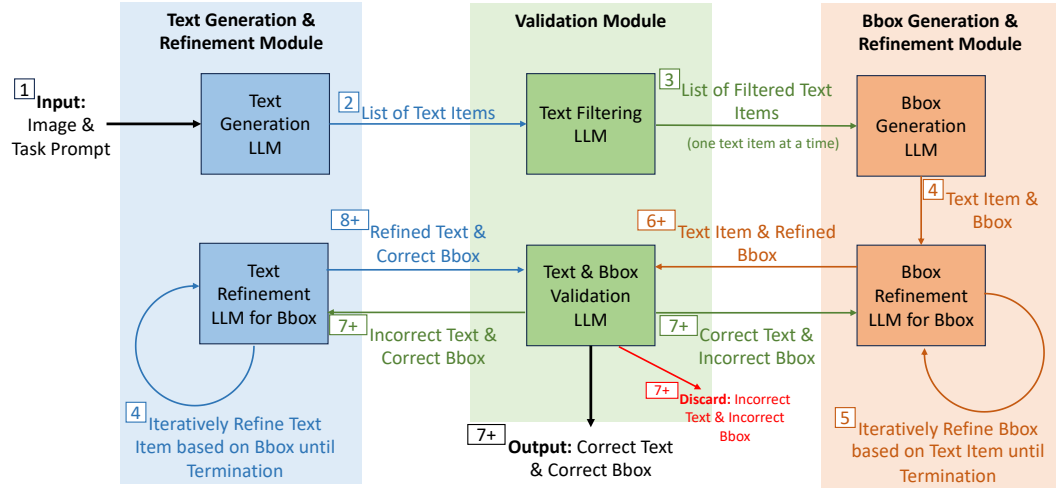 Text Generation &
Refinement Module
Validation Module
Bbox Generation &
Refinement Module
1 Input:
Image &
Task Prompt
Text
Generation
LLM
2 List of Text Items
Text Filtering
LLM
3 List of Filtered Text
Items
(one text item at a time)
Bbox
Generation
LLM
4 Text Item &
Bbox
8+ Refined Text &
Correct Bbox
6+ Text Item & Refined
Bbox
Text
Refinement
LLM for Bbox
Text & Bbox
Validation
LLM
Bbox
Refinement
LLM for Bbox
7+ Incorrect Text &
Correct Bbox
7+ Correct Text &
Incorrect Bbox
7+ Discard: Incorrect
Text & Incorrect
Bbox
4 Iteratively Refine Text
Item based on Bbox until
Termination
7+ Output: Correct Text
& Correct Bbox
5 Iteratively Refine Bbox
based on Text Item until
Termination